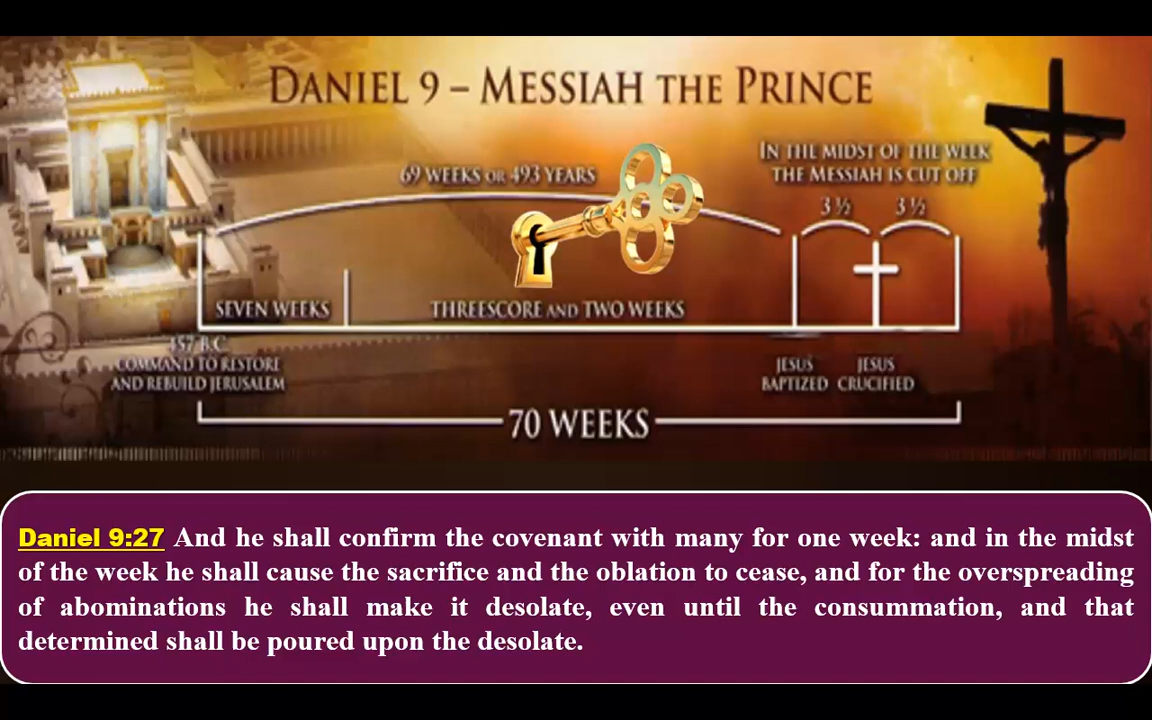 DANIEL 9 – MESSIAH THE PRINCE
69 WEEKS OR 493 YEARS
IN THE MIDST OF THE WEEK
THE MESSIAH IS CUT OFF
3 ½ 3 ½
SEVEN WEEKS
THREESCORE AND TWO WEEKS
457 B.C.
COMMAND TO RESTORE
AND REBUILD JERUSALEM
JESUS
BAPTIZED
JESUS
CRUCIFIED
70 WEEKS
Daniel 9:27 And he shall confirm the covenant with many for one week: and in the midst
of the week he shall cause the sacrifice and the oblation to cease, and for the overspreading
of abominations he shall make it desolate, even until the consummation, and that
determined shall be poured upon the desolate.